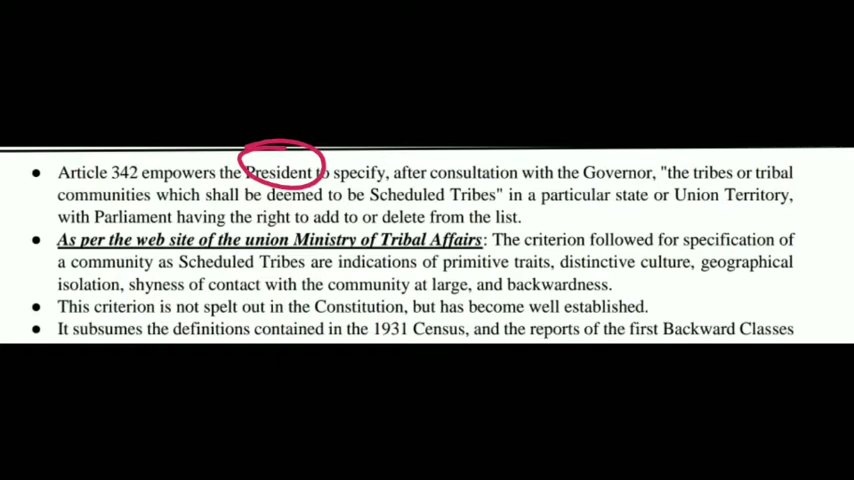 ● Article 342 empowers the President to specify, after consultation with the Governor, "the tribes or tribal
communities which shall be deemed to be Scheduled Tribes" in a particular state or Union Territory,
with Parliament having the right to add to or delete from the list.
● As per the web site of the union Ministry of Tribal Affairs: The criterion followed for specification of
a community as Scheduled Tribes are indications of primitive traits, distinctive culture, geographical
isolation, shyness of contact with the community at large, and backwardness.
● This criterion is not spelt out in the Constitution, but has become well established.
● It subsumes the definitions contained in the 1931 Census, and the reports of the first Backward Classes